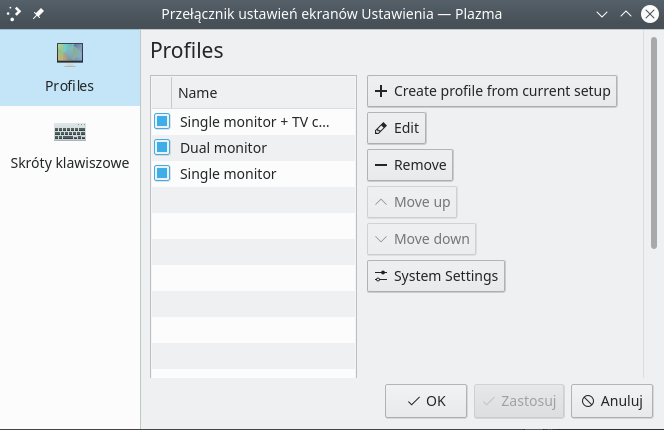 Przełącznik ustawień ekranów Ustawienia — Plazma
Profiles
Profiles
Skróty klawiszowe
Name
Single monitor + TV c...
Dual monitor
Single monitor
Create profile from current setup
Edit
Remove
Move up
Move down
System Settings
OK
Zastosuj
Anuluj